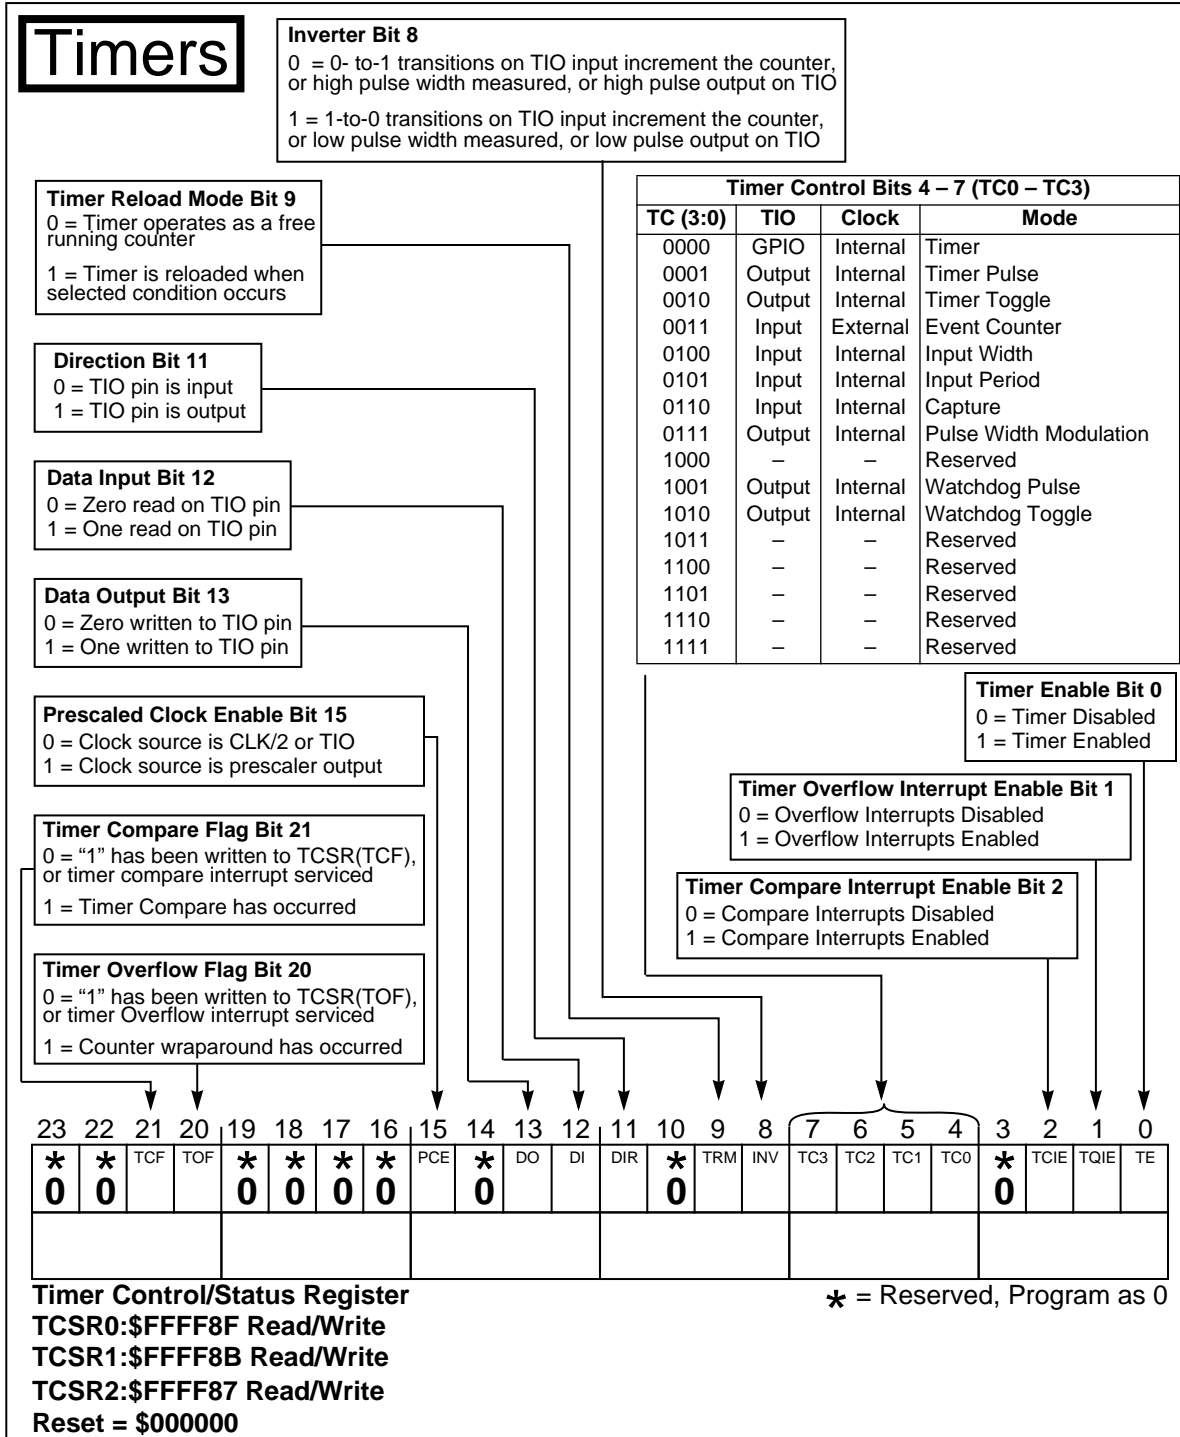 Timers
Inverter Bit 8
0 = 0- to-1 transitions on TIO input increment the counter,
or high pulse width measured, or high pulse output on TIO
1 = 1-to-0 transitions on TIO input increment the counter,
or low pulse width measured, or low pulse output on TIO
Timer Reload Mode Bit 9
0 = Timer operates as a free
running counter
1 = Timer is reloaded when
selected condition occurs
Direction Bit 11
0 = TIO pin is input
1 = TIO pin is output
Data Input Bit 12
0 = Zero read on TIO pin
1 = One read on TIO pin
Data Output Bit 13
0 = Zero written to TIO pin
1 = One written to TIO pin
Prescaled Clock Enable Bit 15
0 = Clock source is CLK/2 or TIO
1 = Clock source is prescaler output
Timer Compare Flag Bit 21
0 = “1” has been written to TCSR(TCF),
or timer compare interrupt serviced
1 = Timer Compare has occurred
Timer Overflow Flag Bit 20
0 = “1” has been written to TCSR(TOF),
or timer Overflow interrupt serviced
1 = Counter wraparound has occurred
Timer Control Bits 4 – 7 (TC0 – TC3)
TC (3:0) TIO Clock Mode
0000 GPIO Internal Timer
0001 Output Internal Timer Pulse
0010 Output Internal Timer Toggle
0011 Input External Event Counter
0100 Input Internal Input Width
0101 Input Internal Input Period
0110 Input Internal Capture
0111 Output Internal Pulse Width Modulation
1000 – – Reserved
1001 Output Internal Watchdog Pulse
1010 Output Internal Watchdog Toggle
1011 – – Reserved
1100 – – Reserved
1101 – – Reserved
1110 – – Reserved
1111 – – Reserved
Timer Enable Bit 0
0 = Timer Disabled
1 = Timer Enabled
Timer Overflow Interrupt Enable Bit 1
0 = Overflow Interrupts Disabled
1 = Overflow Interrupts Enabled
Timer Compare Interrupt Enable Bit 2
0 = Compare Interrupts Disabled
1 = Compare Interrupts Enabled
23 22 21 20 19 18 17 16 15 14 13 12 11 10 9 8 7 6 5 4 3 2 1 0
* * TCF TOF * * * * PCE * DO DI DIR * TRM INV TC3 TC2 TC1 TC0 * TCIE TQIE TE
0 0 0 0 0 0 0 0 0
Timer Control/Status Register
* = Reserved, Program as 0
TCSR0:$FFFF8F Read/Write
TCSR1:$FFFF8B Read/Write
TCSR2:$FFFF87 Read/Write
Reset = $000000